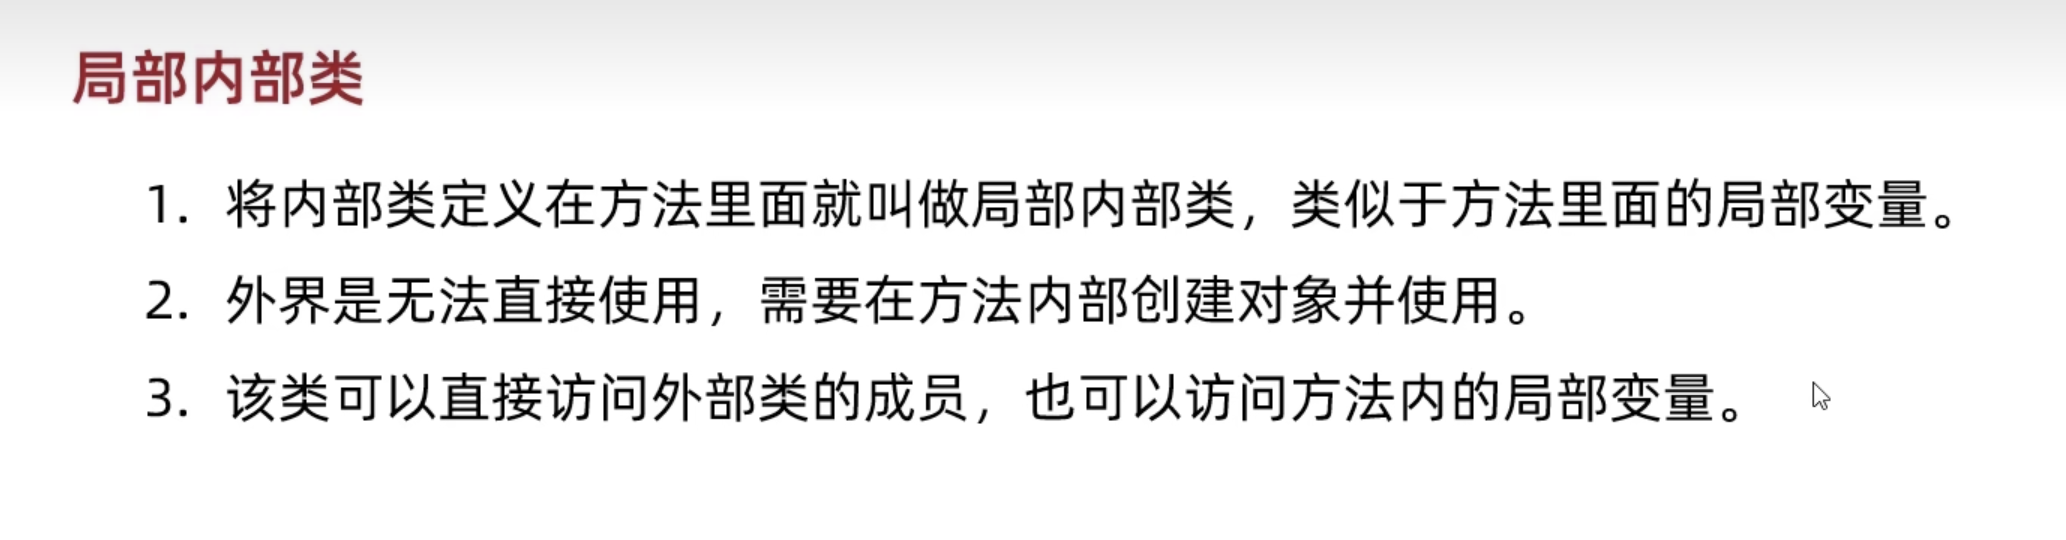 局部内部类
1. 将内部类定义在方法里面就叫做局部内部类，类似于方法里面的局部变量。
2. 外界是无法直接使用，需要在方法内部创建对象并使用。
3. 该类可以直接访问外部类的成员，也可以访问方法内的局部变量。